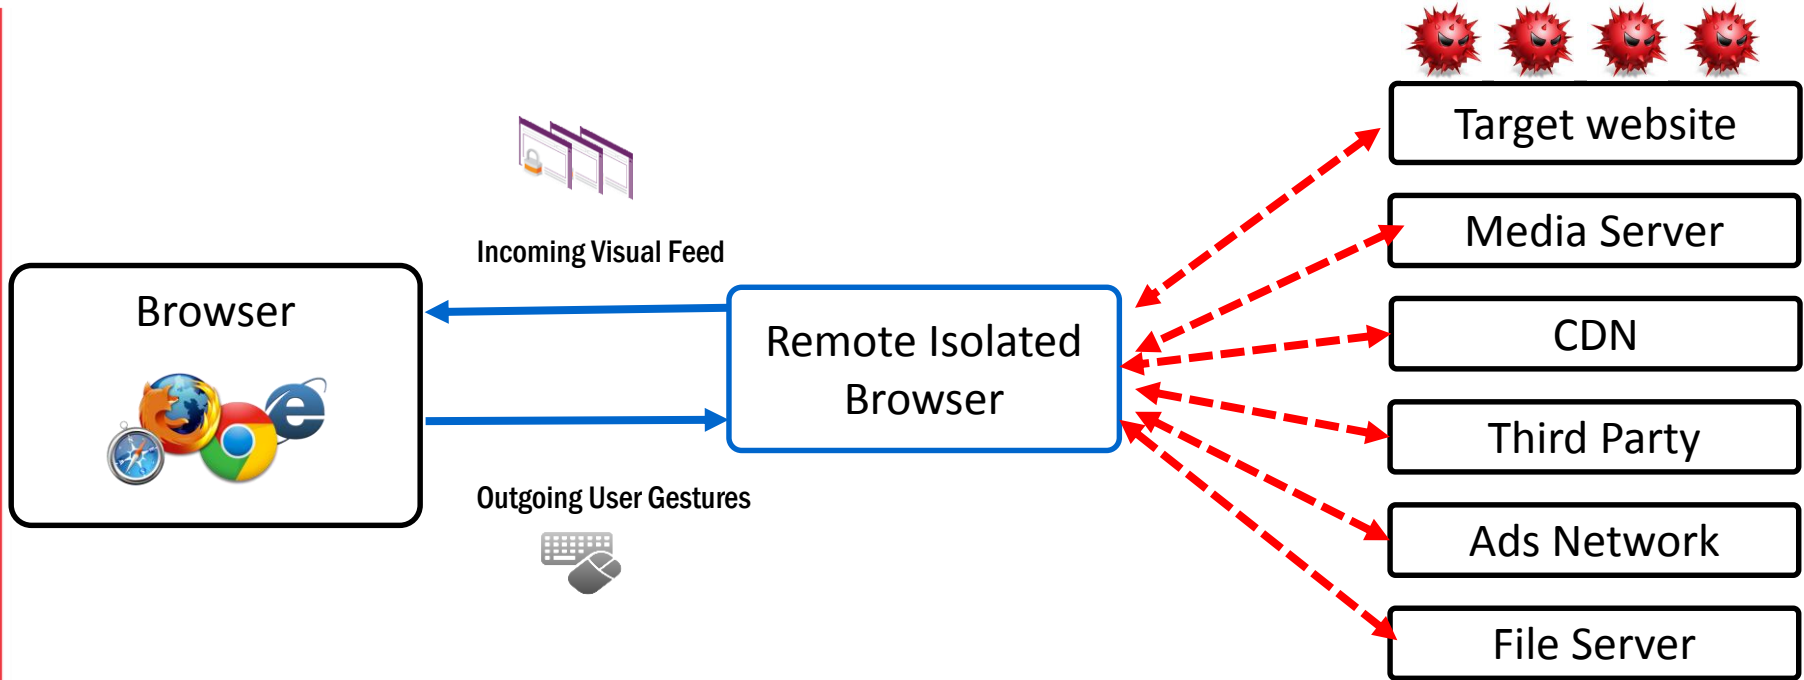 Target website
Media Server
Incoming Visual Feed
Browser
Remote Isolated
Browser
CDN
Third Party
Outgoing User Gestures
Ads Network
File Server